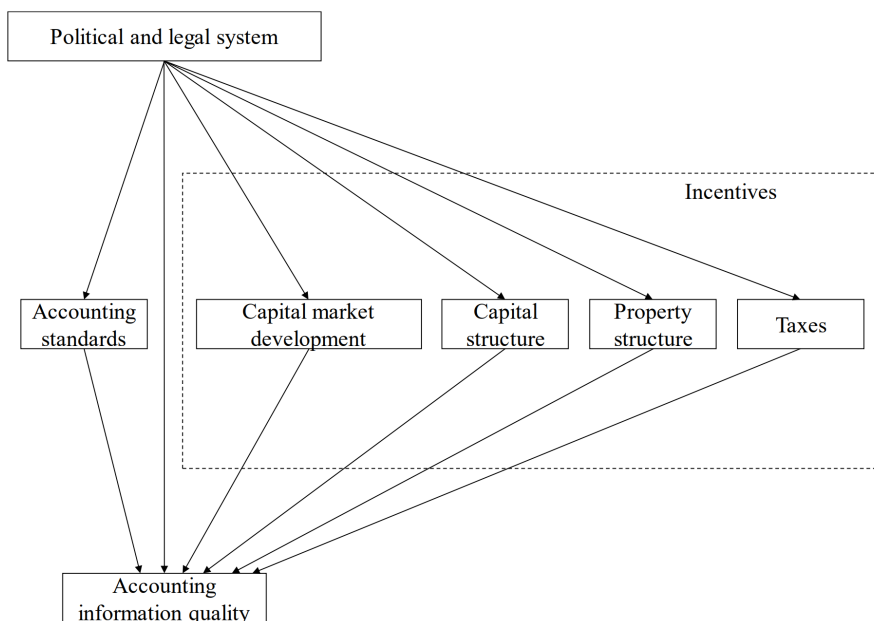 Political and legal system
Incentives
Accounting
standards
Capital market
development
Capital
structure
Property
structure
Taxes
Accounting
information quality